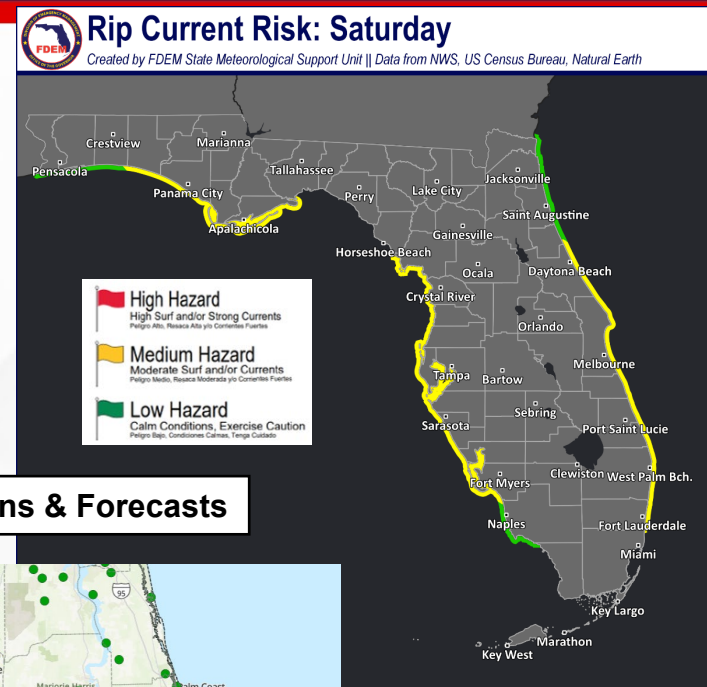 Rip Current Risk: Saturday
Created by FDEM State Meteorological Support Unit || Data from NWS, US Census Bureau, Natural Earth
FDEM
Crestview
Marianna
Pensacola
Tallahassee
Panama City
Apalachicola
Perry
Lake City
Jacksonville
Saint Augustine
Gainesville
Horseshoe Beach
Ocala
Daytona Beach
Crystal River
Orlando
Melbourne
Tampa
Bartow
Sebring
Sarasota
Port Saint Lucie
Fort Myers
Clewiston
West Palm Bch.
Naples
Fort Lauderdale
Miami
Key Largo
Marathon
Key West
High Hazard
High Surf and/or Strong Currents
Peligro Alto, Resaca Alta y/o Corrientes Fuertes
Medium Hazard
Moderate Surf and/or Currents
Peligro Medio, Resaca Moderada y/o Corrientes Fuertes
Low Hazard
Calm Conditions, Exercise Caution
Peligro Bajo, Condiciones Calmas, Tenga Cuidado
ns & Forecasts
95
Marjorie Harris
alm Coast